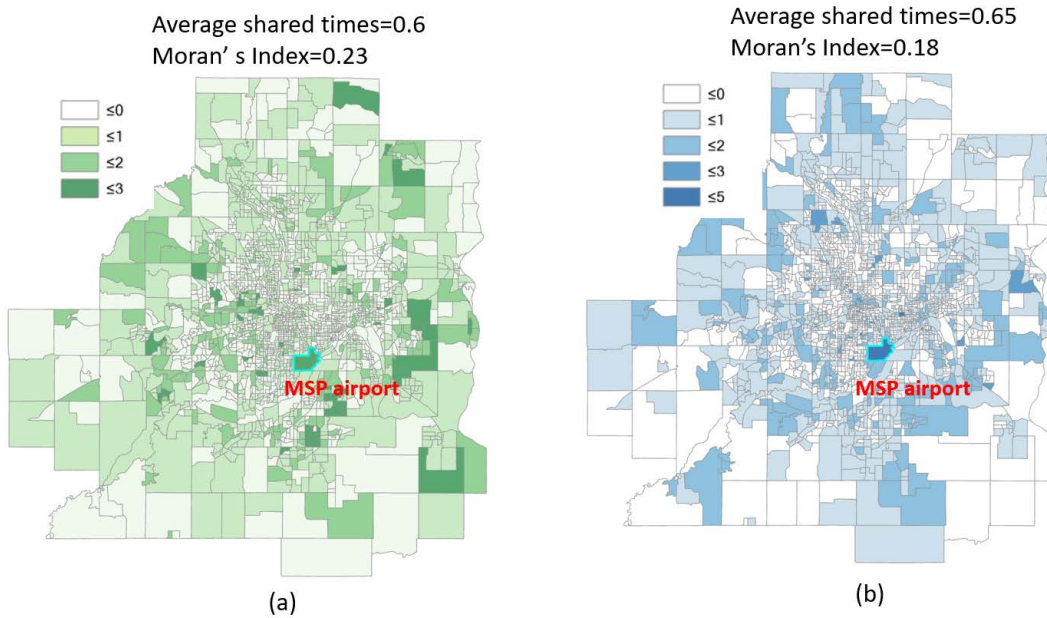 Average shared times=0.6
Moran’ s Index=0.23
≤0
≤1
≤2
≤3
MSP airport
(a)
Average shared times=0.65
Moran’s Index=0.18
≤0
≤1
≤2
≤3
≤5
MSP airport
(b)